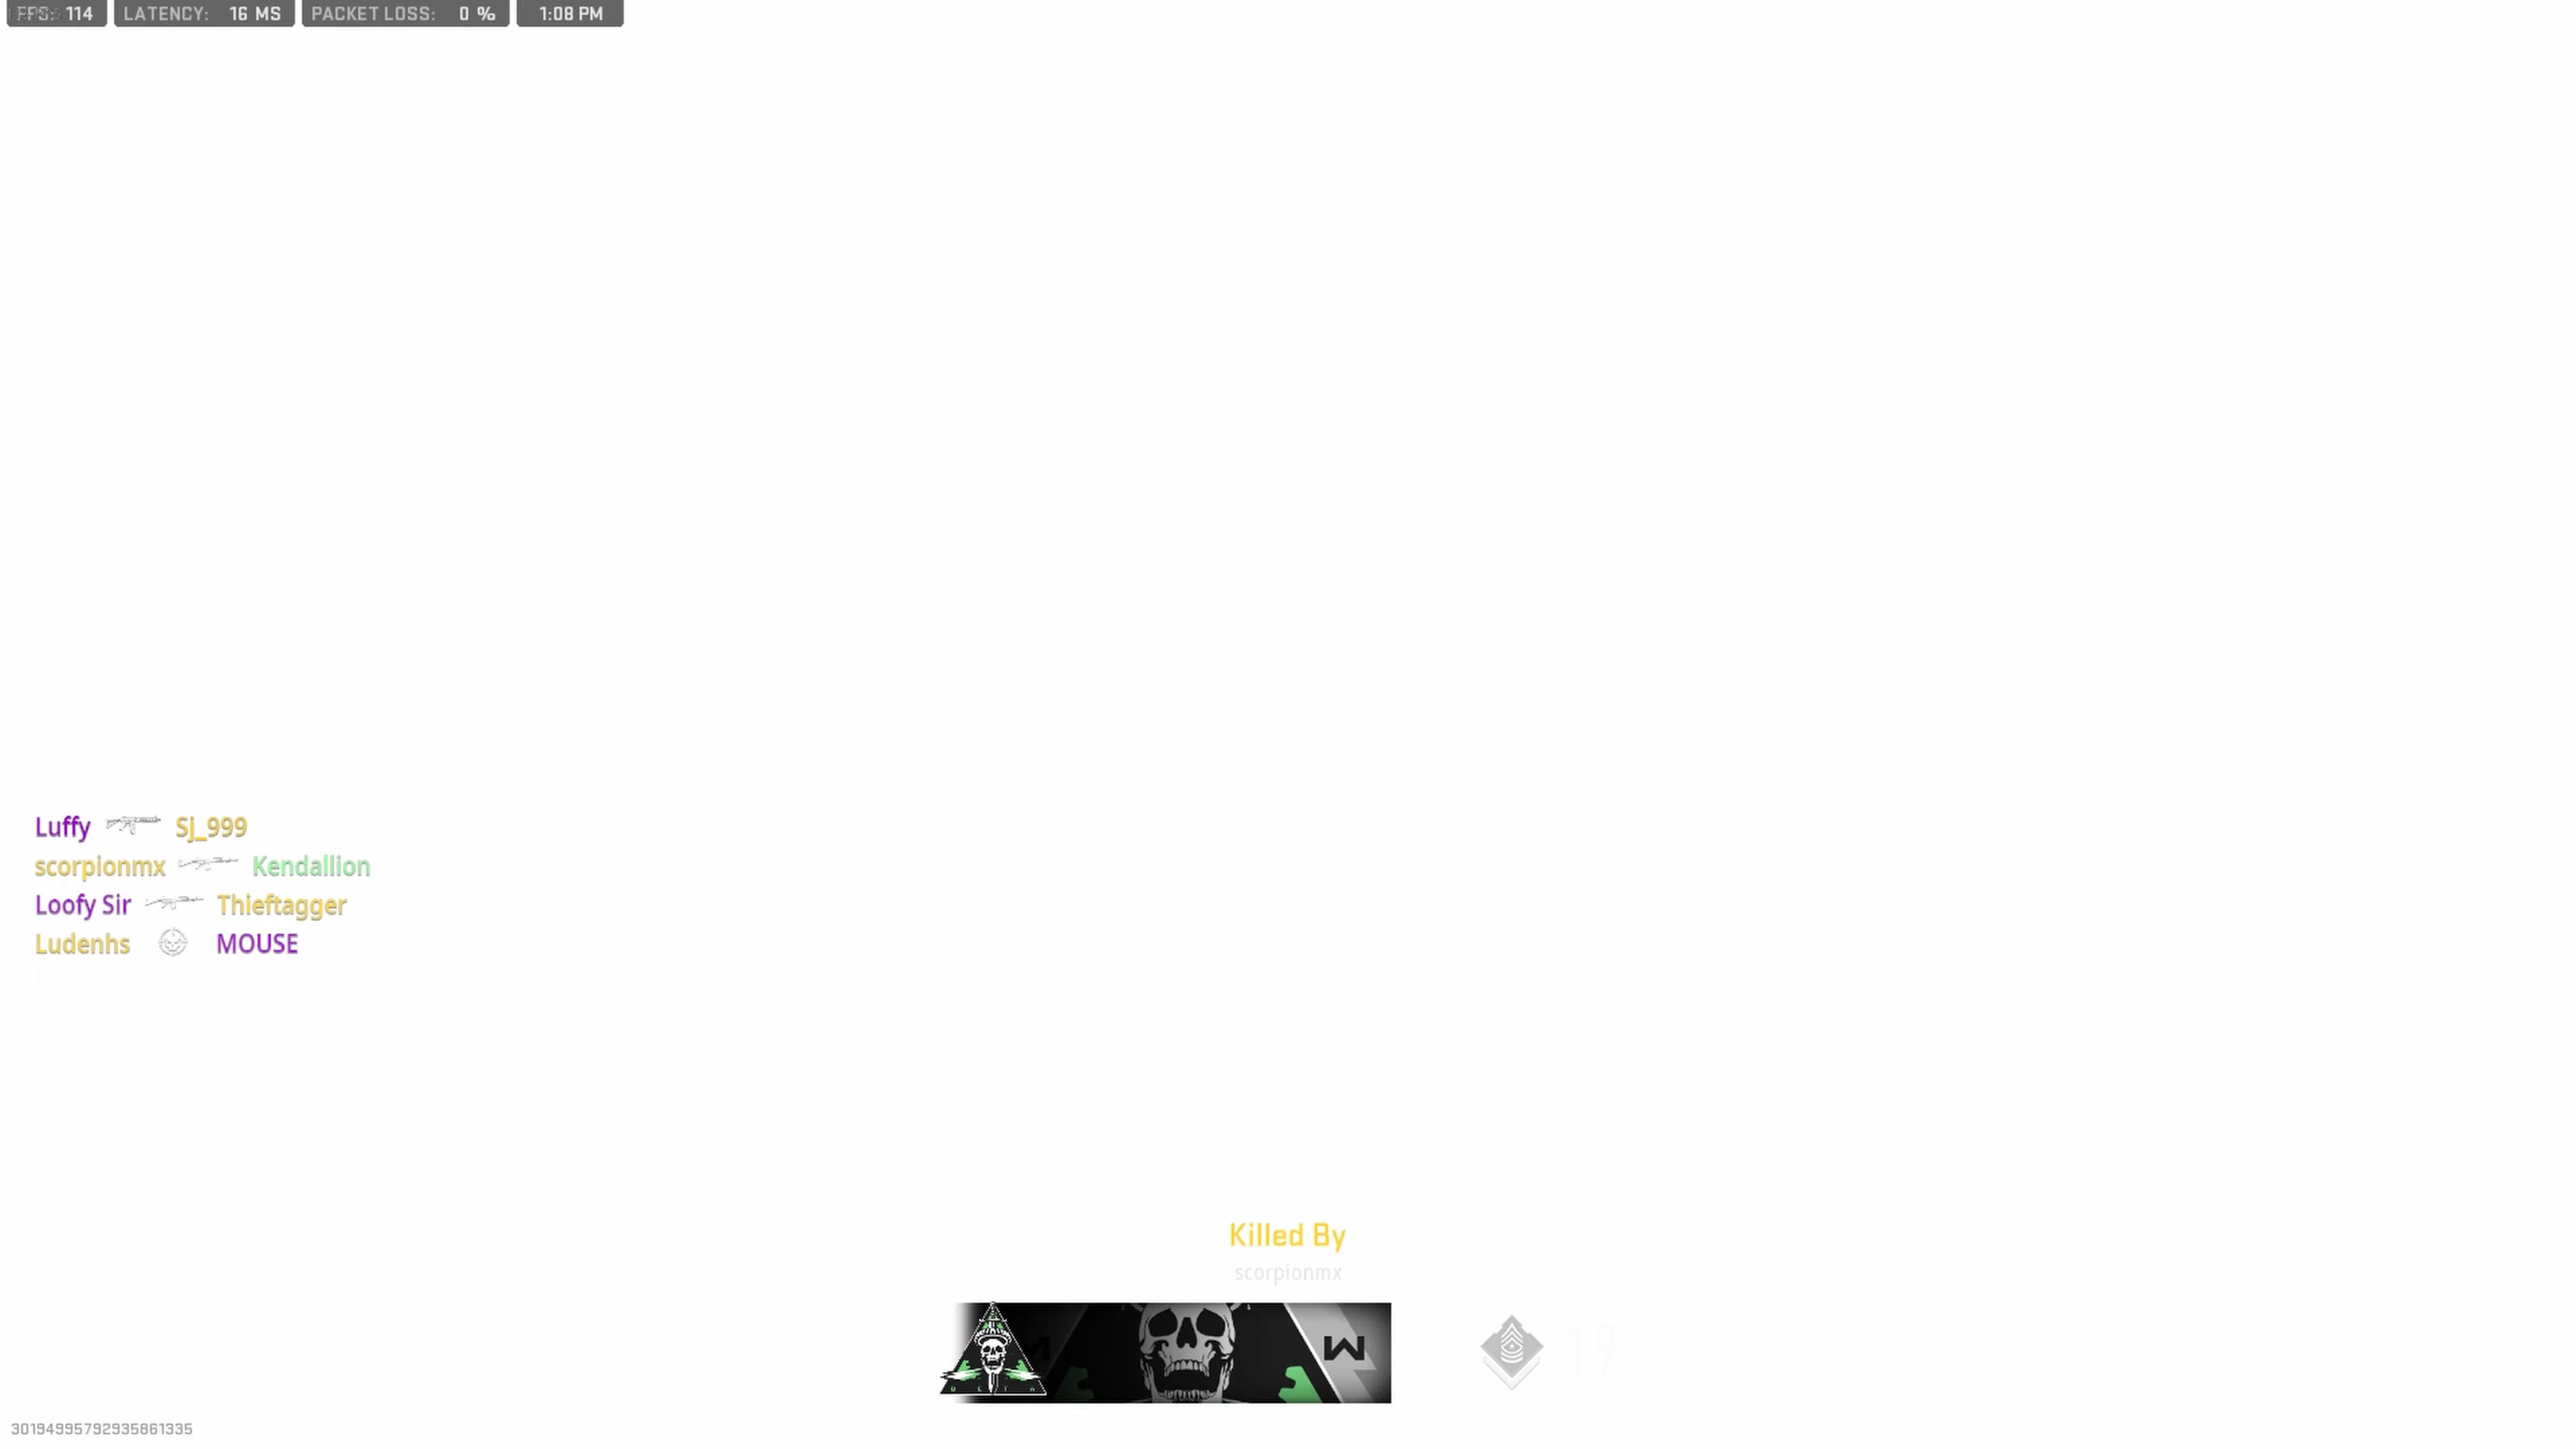 FPS: 114 LATENCY: 16 MS PACKET LOSS: 0 % 1:08 PM
Luffy Sj_999
scorpionmx Kendallion
Loofy Sir Thieftagger
Ludenhs MOUSE
Killed By
scorpionmx
19
30194995792935861335